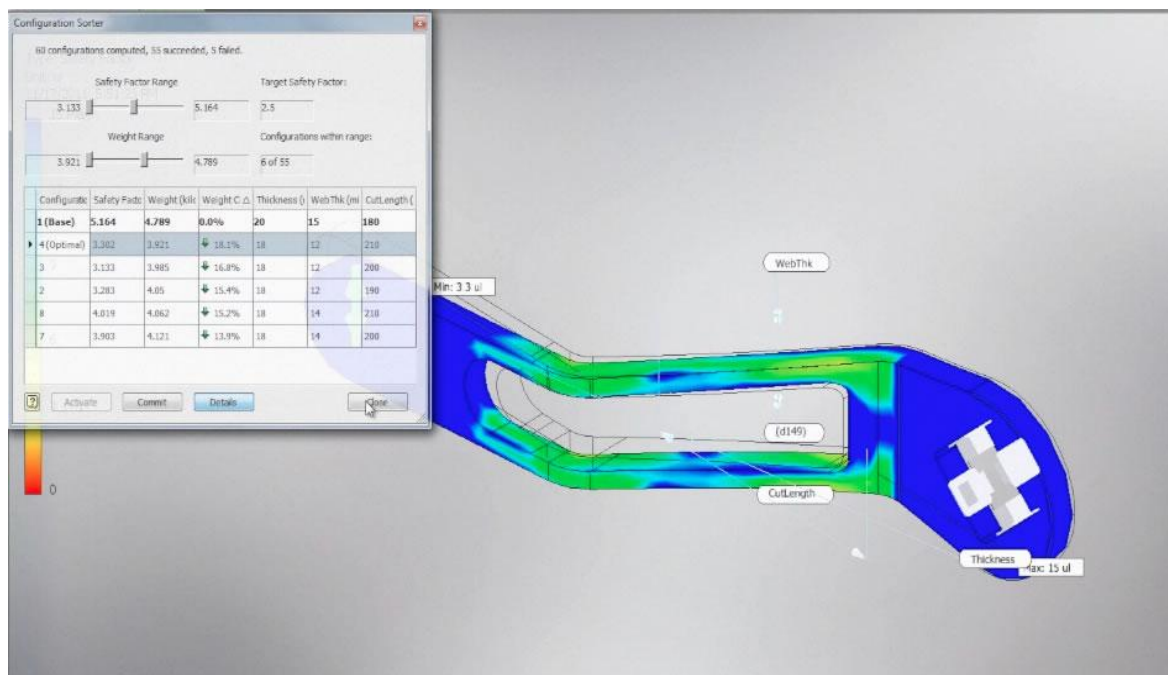 Configuration Sorter
60 configurations computed, 55 succeeded, 5 failed.
Safety Factor Range Target Safety Factor:
3.133 5.164 2.5
Weight Range Configurations within range:
3.921 4.789 6 of 55
Configuratic Safety Factc Weight (kilc Weight C Thickness ( WebThk (mi CutLength (
1 (Base) 5.164 4.789 0.0% 20 15 180
4 (Optimal) 3.302 3.921 18.1% 18 12 210
3 3.133 3.985 16.8% 18 12 200
2 3.283 4.05 15.4% 18 12 190
8 4.019 4.062 15.2% 18 14 210
7 3.903 4.121 13.9% 18 14 200
? Activate Commit Details Close
0
WebThk
Min: 3.3 ul
(d149)
CutLength
Thickness
Max: 15 ul